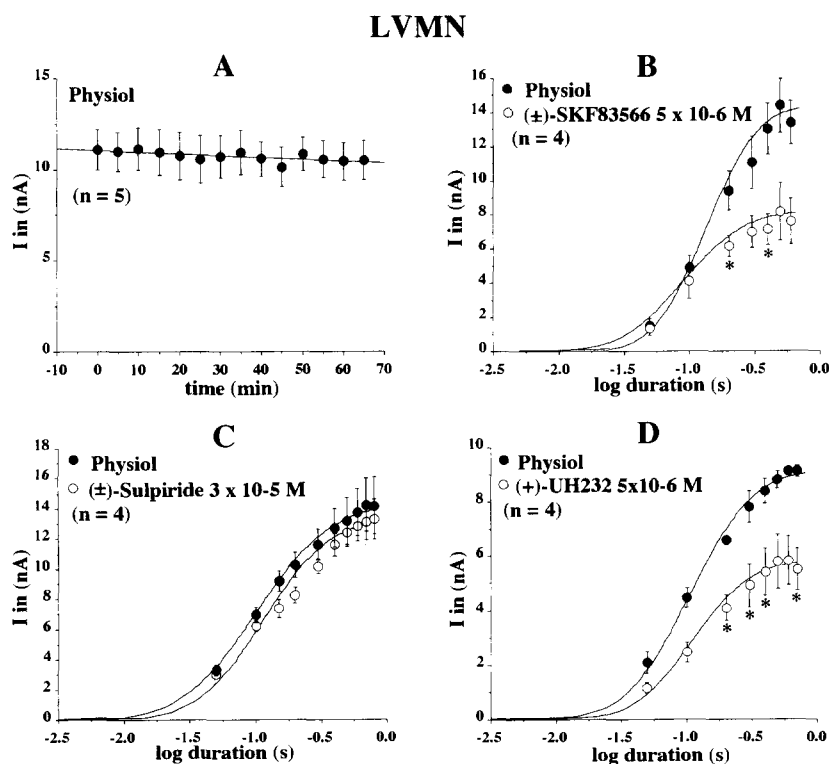 LVMN
A
15
10
5
0
I in (nA)
Physiol
(n = 5)
-10 0 10 20 30 40 50 60 70
time (min)
B
16
14
12
10
8
6
4
2
0
I in (nA)
● Physiol
○ (±)-SKF83566 5 x 10-6 M
(n = 4)
* *
-2.5 -2.0 -1.5 -1.0 -0.5 0.0
log duration (s)
C
18
16
14
12
10
8
6
4
2
0
I in (nA)
● Physiol
○ (±)-Sulpiride 3 x 10-5 M
(n = 4)
-2.5 -2.0 -1.5 -1.0 -0.5 0.0
log duration (s)
D
10
8
6
4
2
0
I in (nA)
● Physiol
○ (+)-UH232 5x10-6 M
(n = 4)
* * * *
-2.5 -2.0 -1.5 -1.0 -0.5 0.0
log duration (s)